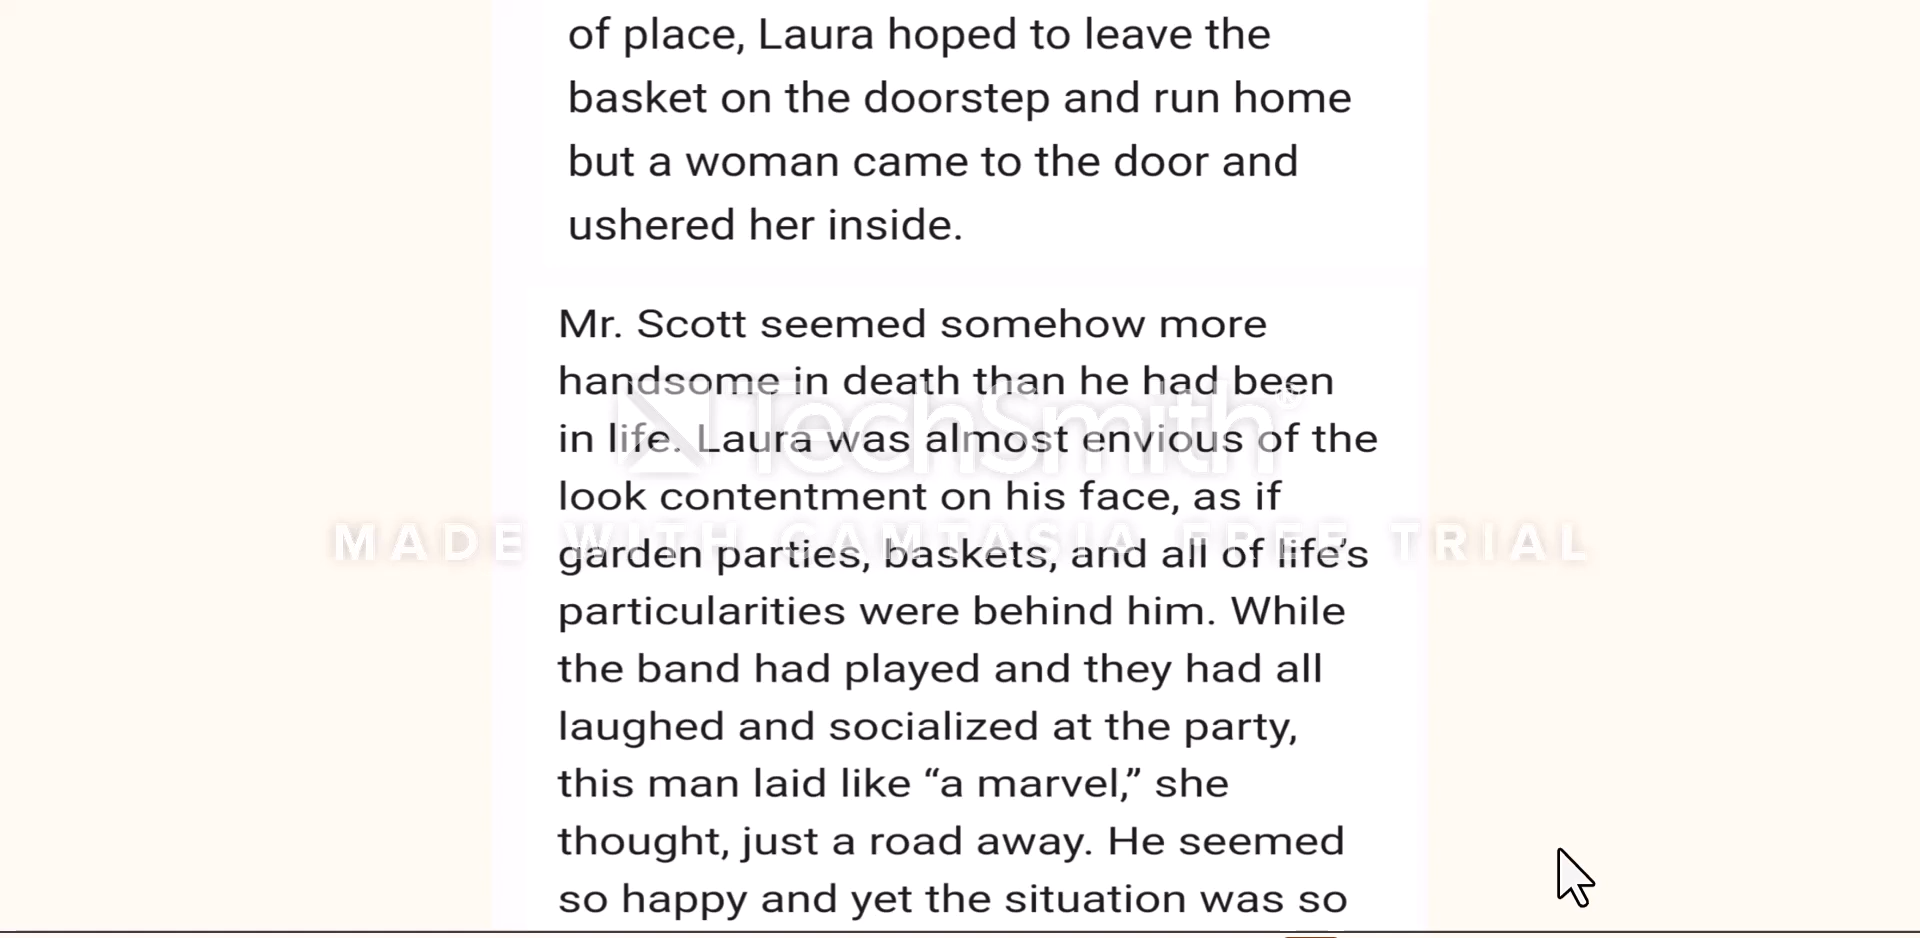 of place, Laura hoped to leave the
basket on the doorstep and run home
but a woman came to the door and
ushered her inside.
Mr. Scott seemed somehow more
handsome in death than he had been
in life. Laura was almost envious of the
look contentment on his face, as if
garden parties, baskets, and all of life’s
particularities were behind him. While
the band had played and they had all
laughed and socialized at the party,
this man laid like “a marvel,” she
thought, just a road away. He seemed
so happy and yet the situation was so
TechSmith®
MADE WITH CAMTASIA FREE TRIAL